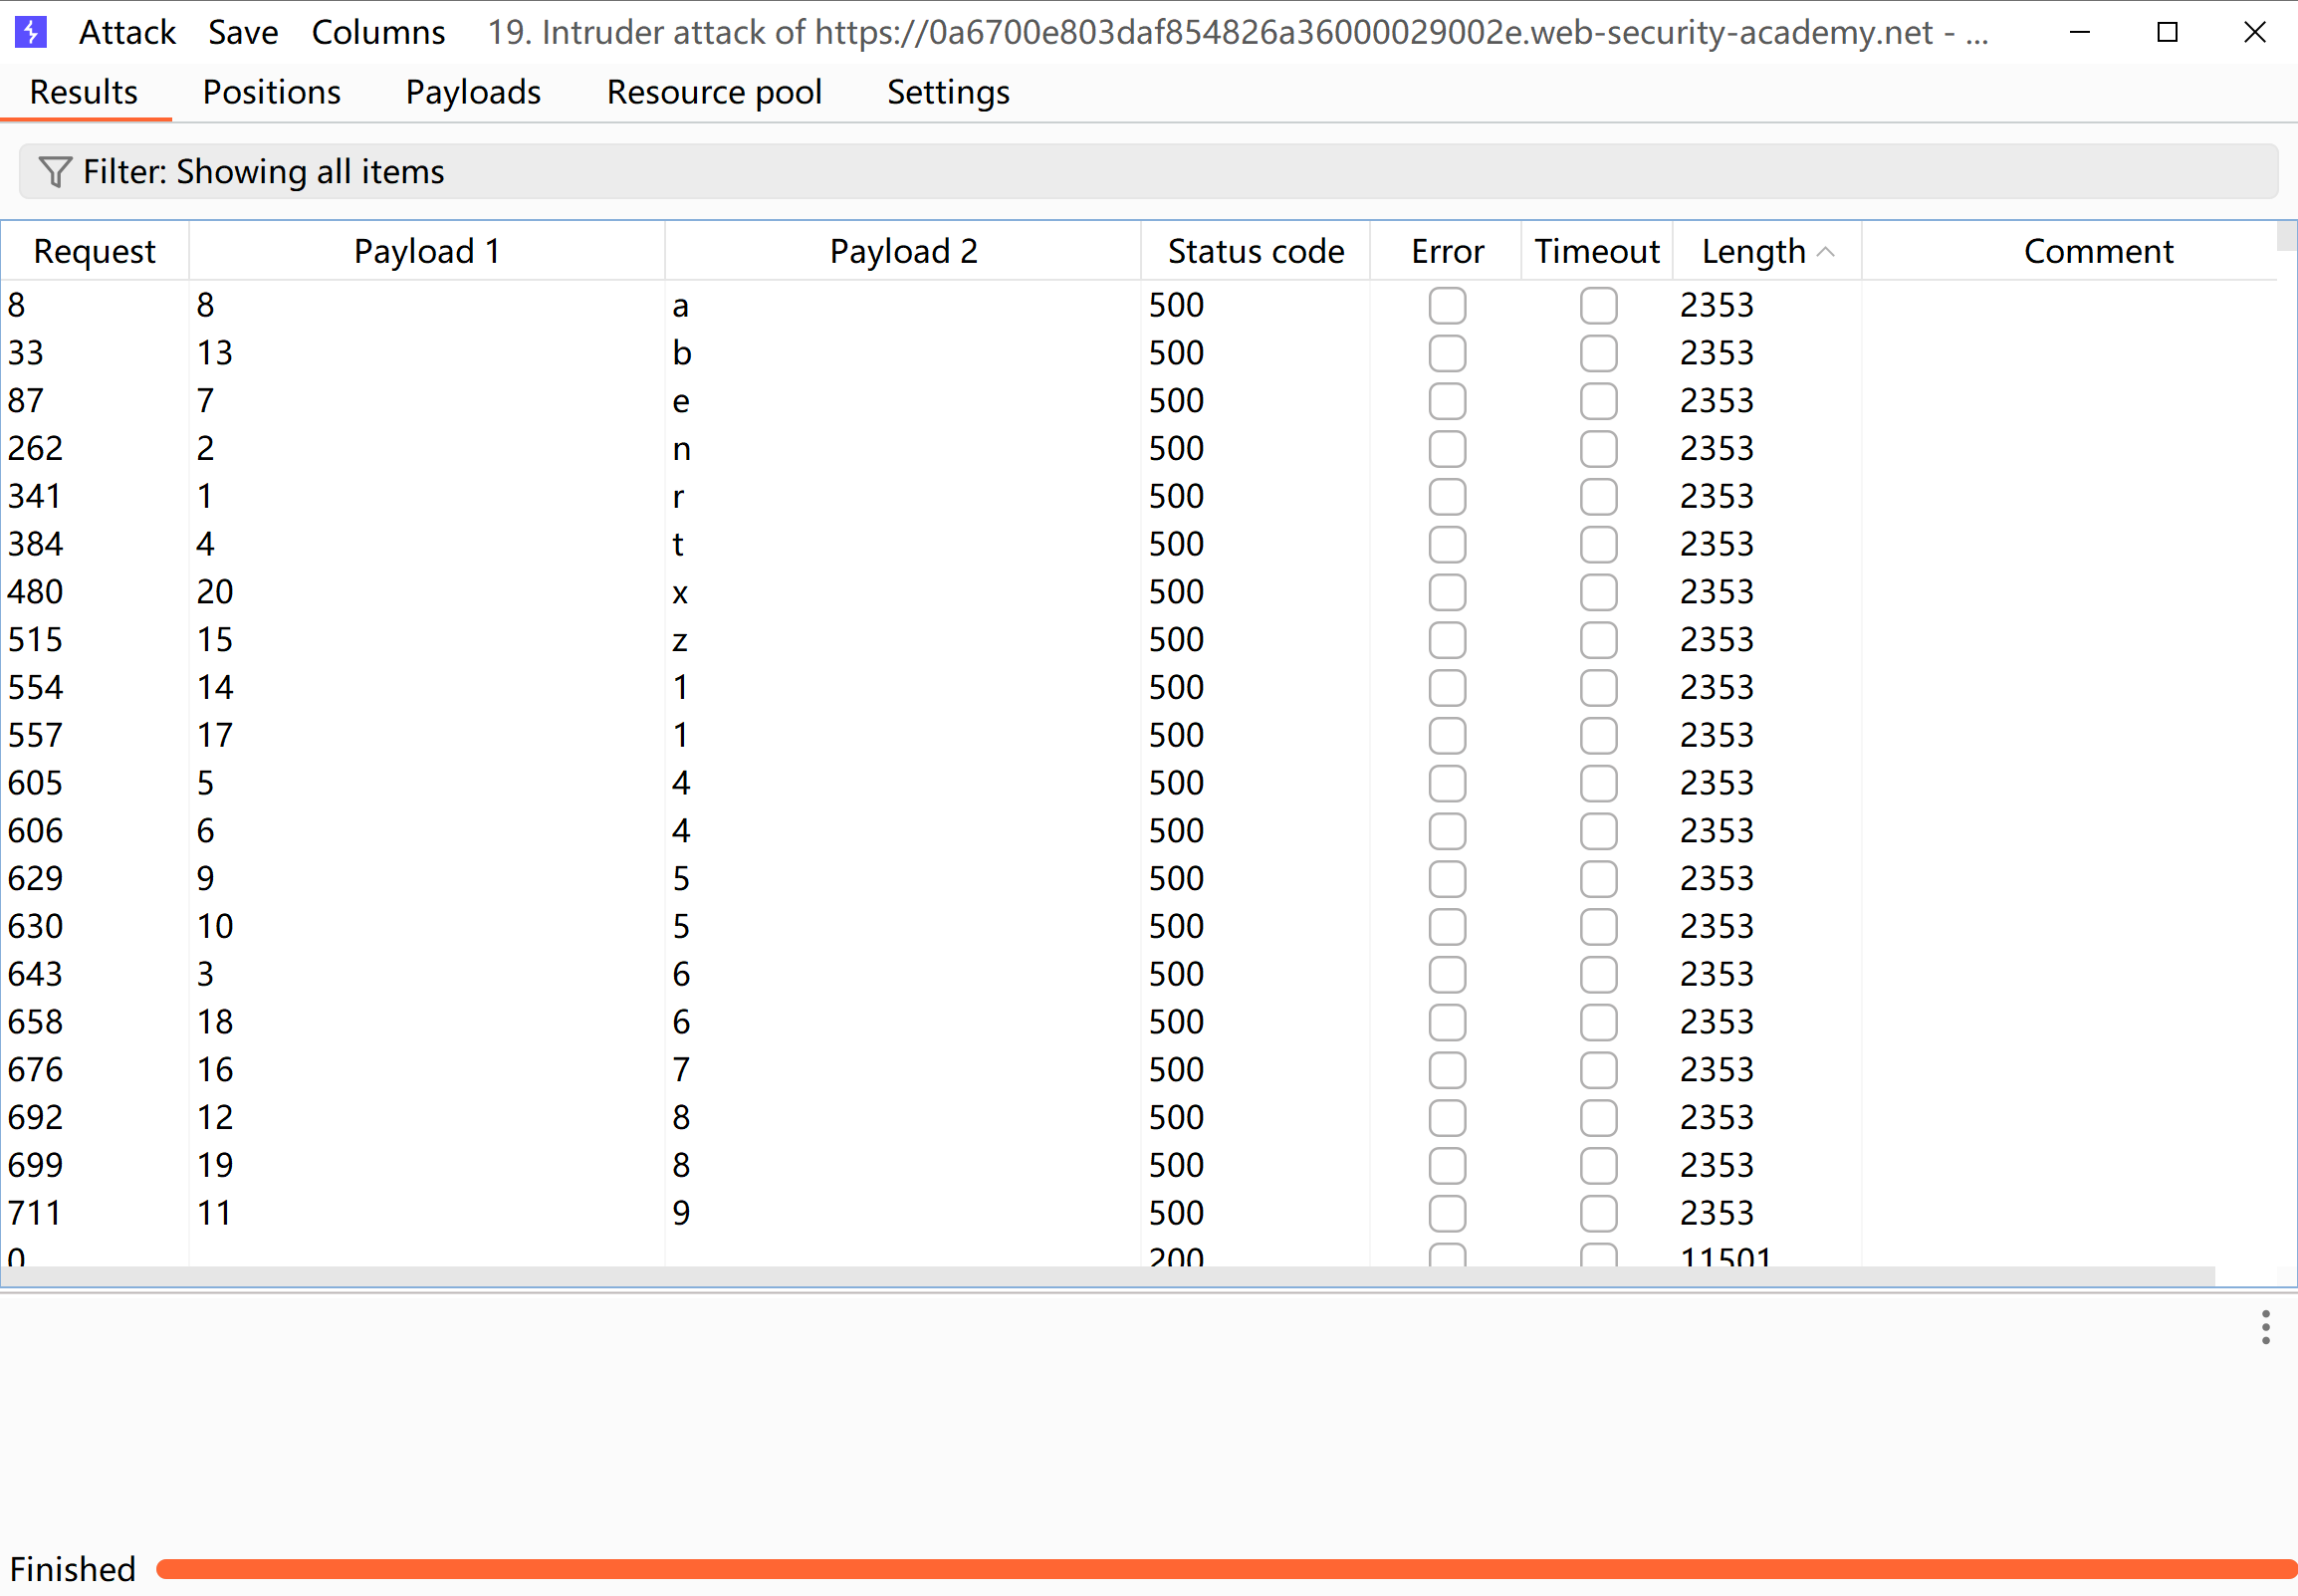 Attack Save Columns 19. Intruder attack of https://0a6700e803daf854826a36000029002e.web-security-academy.net - ...
Results Positions Payloads Resource pool Settings
Filter: Showing all items
Request Payload 1 Payload 2 Status code Error Timeout Length Comment
8 8 a 500 2353
33 13 b 500 2353
87 7 e 500 2353
262 2 n 500 2353
341 1 r 500 2353
384 4 t 500 2353
480 20 x 500 2353
515 15 z 500 2353
554 14 1 500 2353
557 17 1 500 2353
605 5 4 500 2353
606 6 4 500 2353
629 9 5 500 2353
630 10 5 500 2353
643 3 6 500 2353
658 18 6 500 2353
676 16 7 500 2353
692 12 8 500 2353
699 19 8 500 2353
711 11 9 500 2353
0 200 11501
Finished